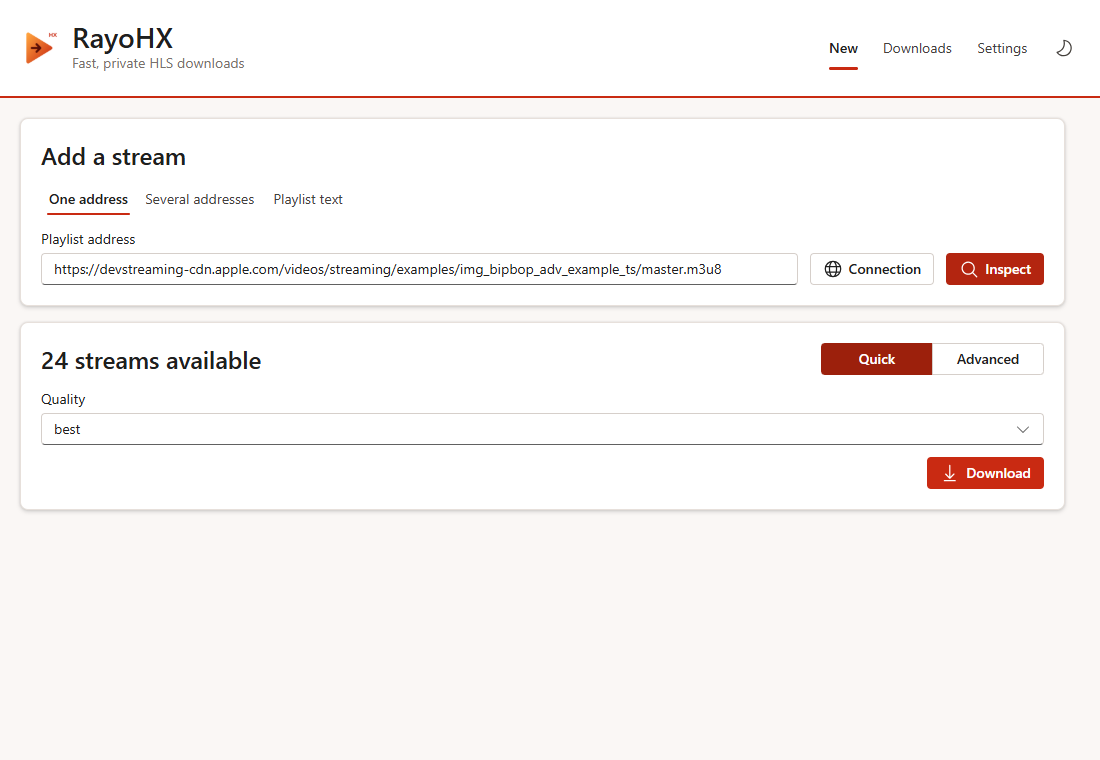 HX
RayoHX
Fast, private HLS downloads
New Downloads Settings
Add a stream
One address Several addresses Playlist text
Playlist address
https://devstreaming-cdn.apple.com/videos/streaming/examples/img_bipbop_adv_example_ts/master.m3u8 Connection Inspect
24 streams available Quick Advanced
Quality
best
Download